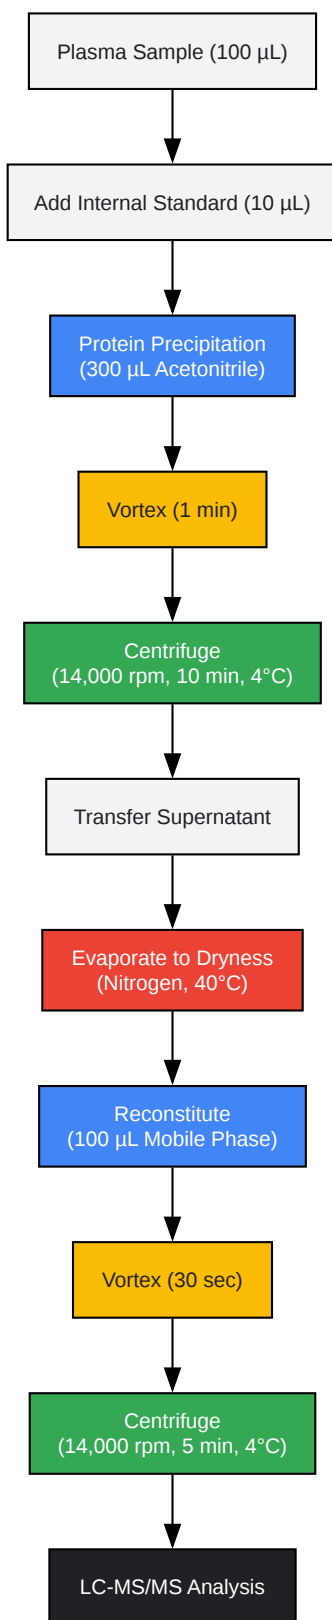 Plasma Sample (100 µL)
Add Internal Standard (10 µL)
Protein Precipitation
(300 µL Acetonitrile)
Vortex (1 min)
Centrifuge
(14,000 rpm, 10 min, 4°C)
Transfer Supernatant
Evaporate to Dryness
(Nitrogen, 40°C)
Reconstitute
(100 µL Mobile Phase)
Vortex (30 sec)
Centrifuge
(14,000 rpm, 5 min, 4°C)
LC-MS/MS Analysis